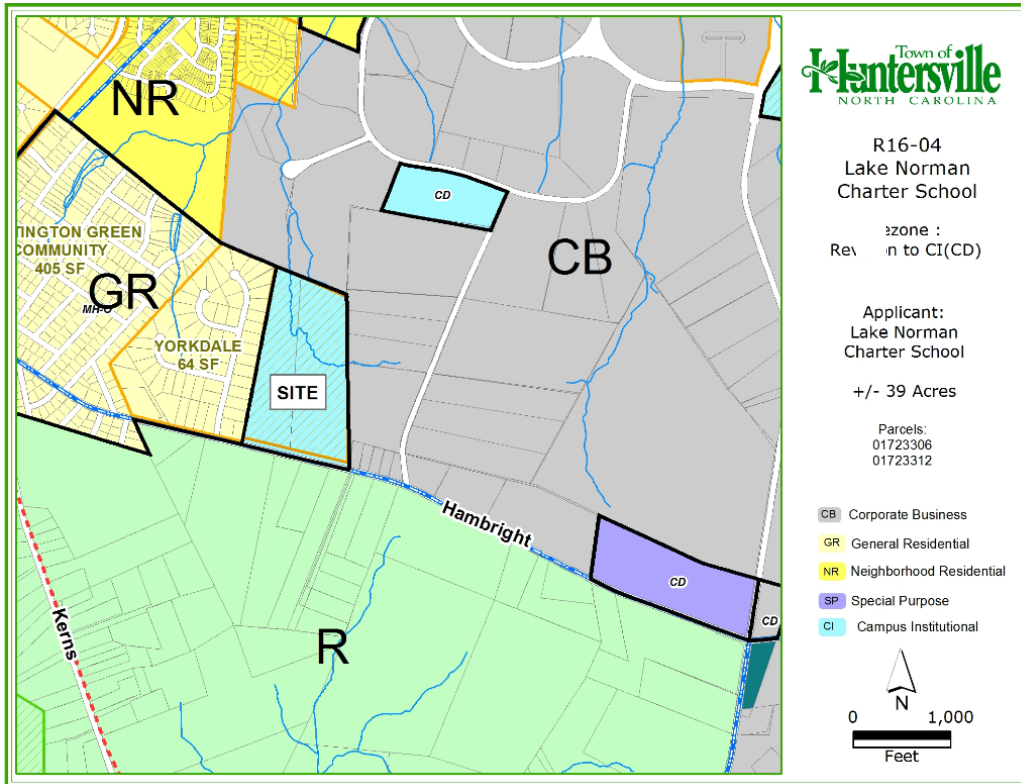 NR
TINGTON GREEN
COMMUNITY
405 SF
GR
MH-O
YORKDALE
64 SF
SITE
CD
CB
Hambright
CD
CD
Kerns
R
Town of
Huntersville
NORTH CAROLINA
R16-04
Lake Norman
Charter School
ezone :
Rev n to CI(CD)
Applicant:
Lake Norman
Charter School
+/- 39 Acres
Parcels:
01723306
01723312
CB Corporate Business
GR General Residential
NR Neighborhood Residential
SP Special Purpose
CI Campus Institutional
N
0 1,000
Feet